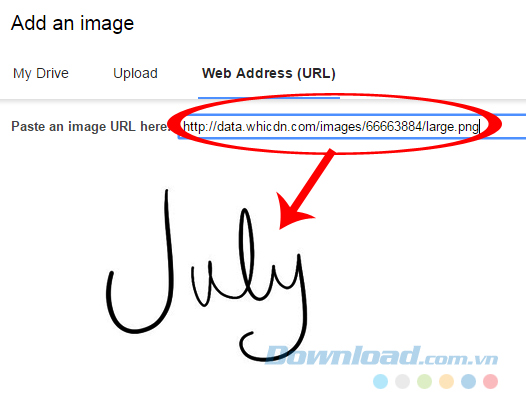 Add an image
My Drive Upload Web Address (URL)
Paste an image URL here: http://data.whicdn.com/images/66663884/large.png
July
Download.com.vn